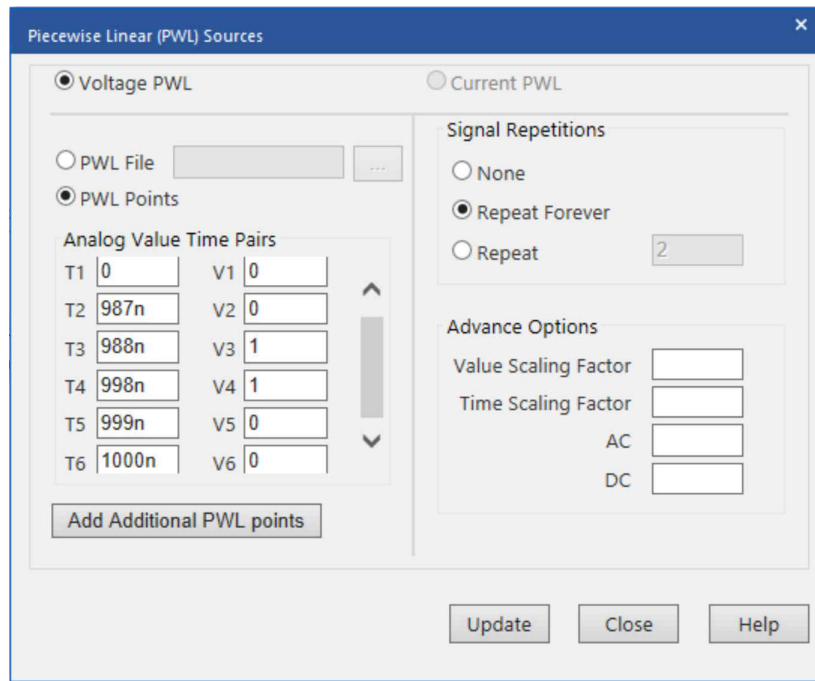 Piecewise Linear (PWL) Sources
×
Voltage PWL
Current PWL
PWL File
...
PWL Points
Analog Value Time Pairs
T1 0 V1 0
T2 987n V2 0
T3 988n V3 1
T4 998n V4 1
T5 999n V5 0
T6 1000n V6 0
Add Additional PWL points
Signal Repetitions
None
Repeat Forever
Repeat 2
Advance Options
Value Scaling Factor
Time Scaling Factor
AC
DC
Update Close Help